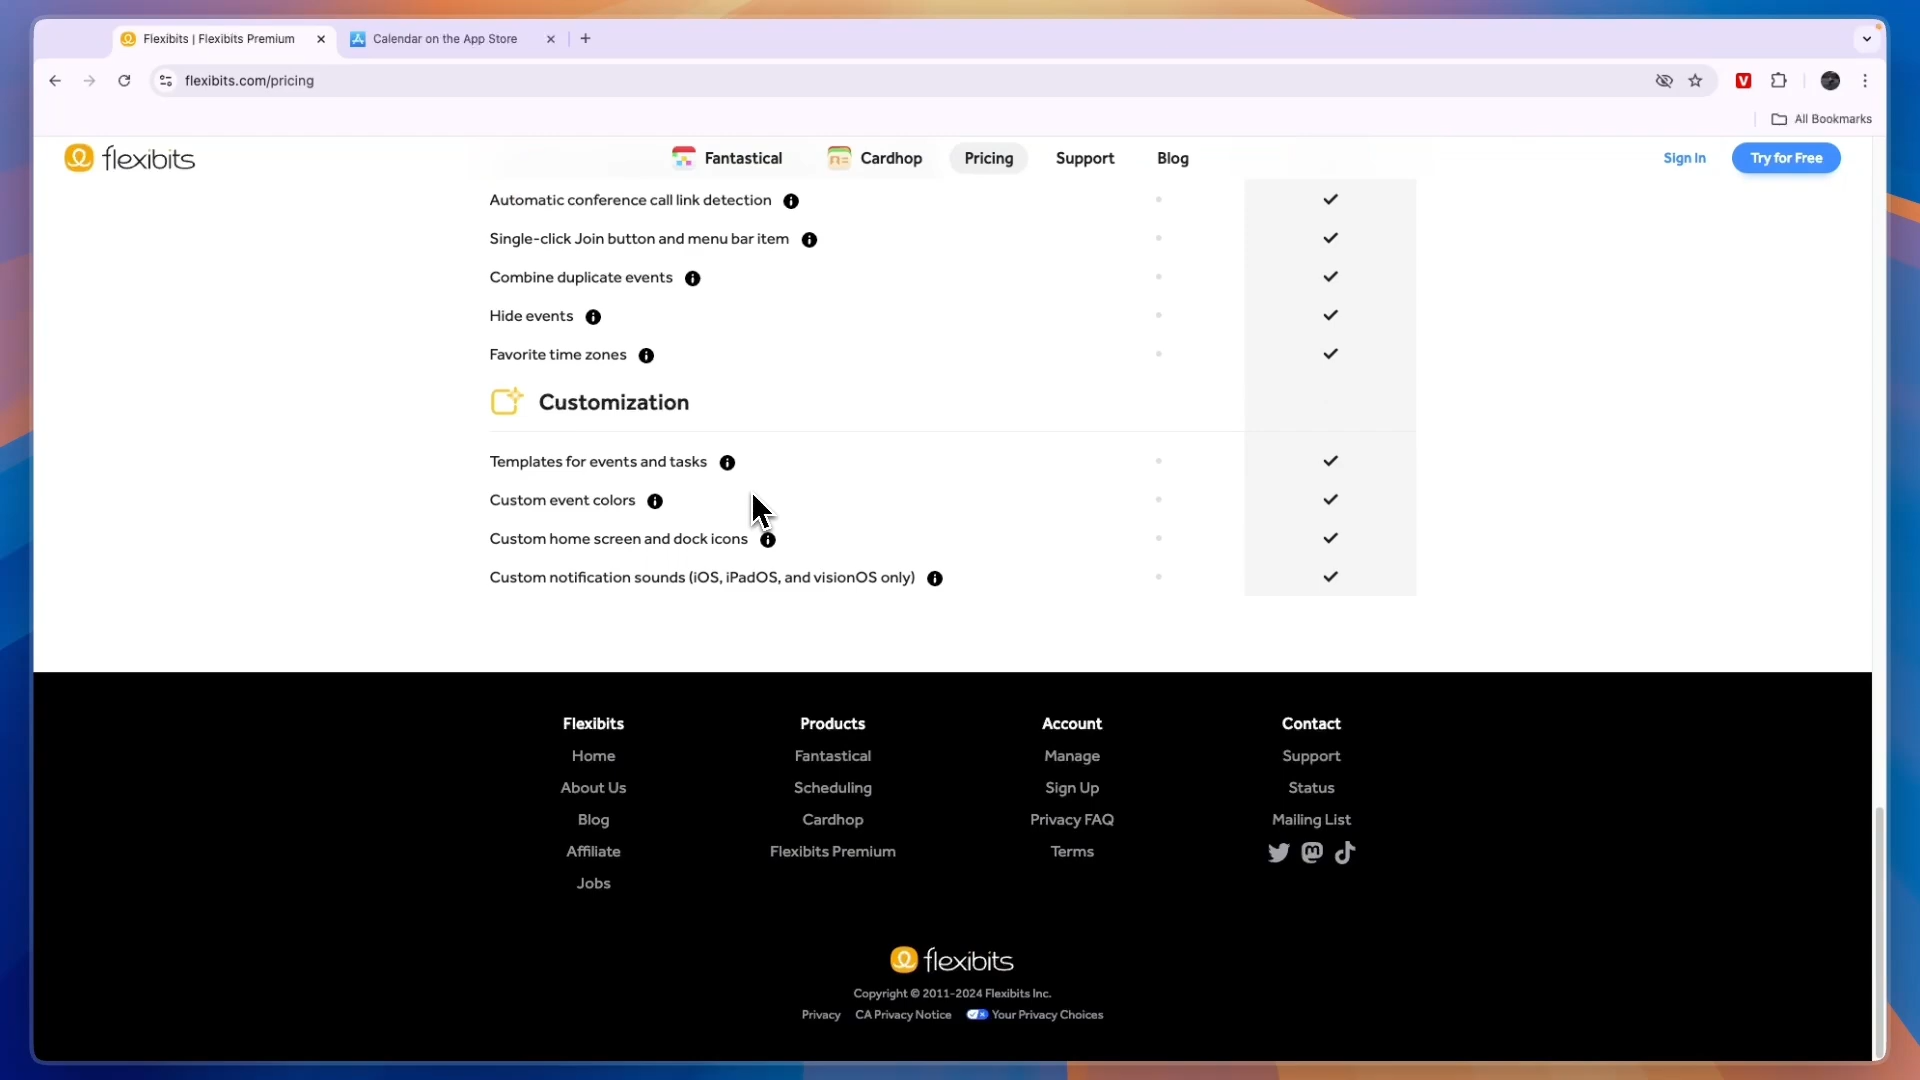 Flexibits | Flexibits Premium
Calendar on the App Store
flexibits.com/pricing
V
All Bookmarks
flexibits
Fantastical
Cardhop
Pricing
Support
Blog
Sign In
Try for Free
Automatic conference call link detection
Single-click Join button and menu bar item
Combine duplicate events
Hide events
Favorite time zones
Customization
Templates for events and tasks
Custom event colors
Custom home screen and dock icons
Custom notification sounds (iOS, iPadOS, and visionOS only)
Flexibits
Home
About Us
Blog
Affiliate
Jobs
Products
Fantastical
Scheduling
Cardhop
Flexibits Premium
Account
Manage
Sign Up
Privacy FAQ
Terms
Contact
Support
Status
Mailing List
flexibits
Copyright © 2011-2024 Flexibits Inc.
Privacy
CA Privacy Notice
Your Privacy Choices